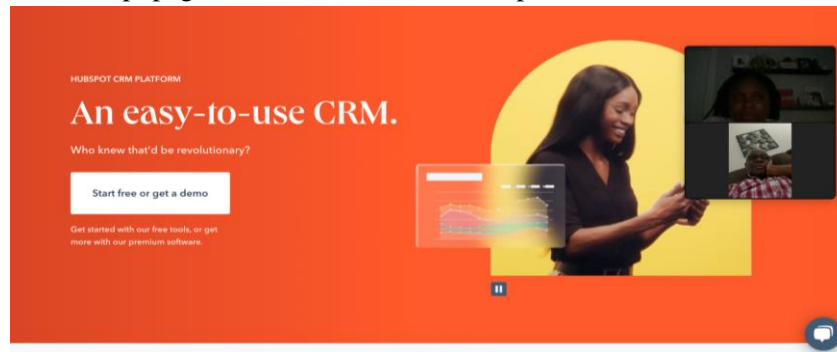 HUBSPOT CRM PLATFORM
An easy-to-use CRM.
Who knew that'd be revolutionary?
Start free or get a demo
Get started with our free tools, or get
more with our premium software.